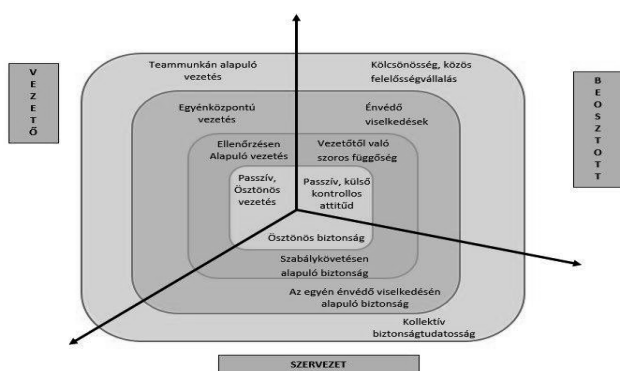 Teammunkán alapuló
vezetés
Kölcsönösség, közös
felelősségvállalás
VEZETŐ
BEOSZTOTT
Egyénközpontú
vezetés
Énvédő
viselkedések
Ellenőrzésen
Alapuló vezetés
Vezetőtől való
szoros függőség
Passzív,
Ösztönös
vezetés
Passzív, külső
kontrollos
attitűd
Ösztönös biztonság
Szabálykövetésen
alapuló biztonság
Az egyén énvédő viselkedésén
alapuló biztonság
Kollektív
biztonságtudatosság
SZERVEZET